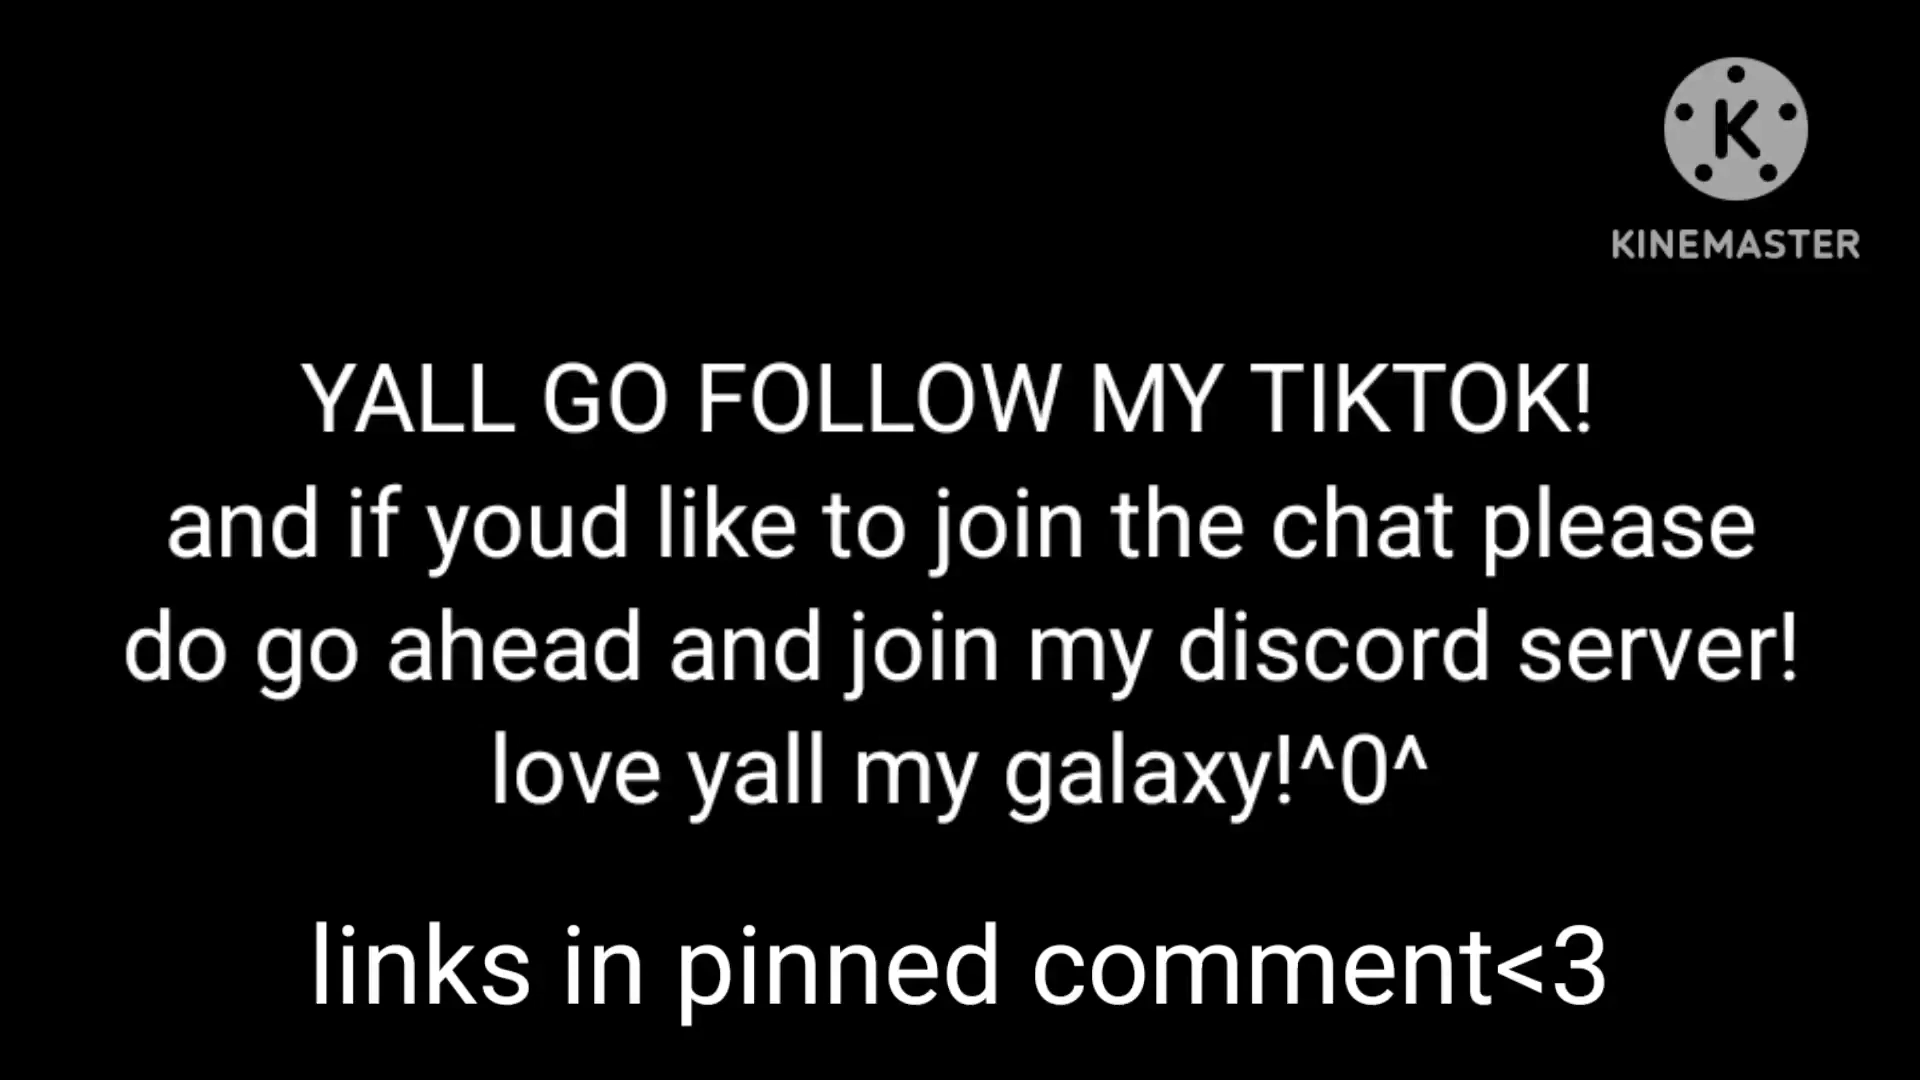 K
KINEMASTER
YALL GO FOLLOW MY TIKTOK!
and if youd like to join the chat please
do go ahead and join my discord server!
love yall my galaxy!^0^
links in pinned comment<3